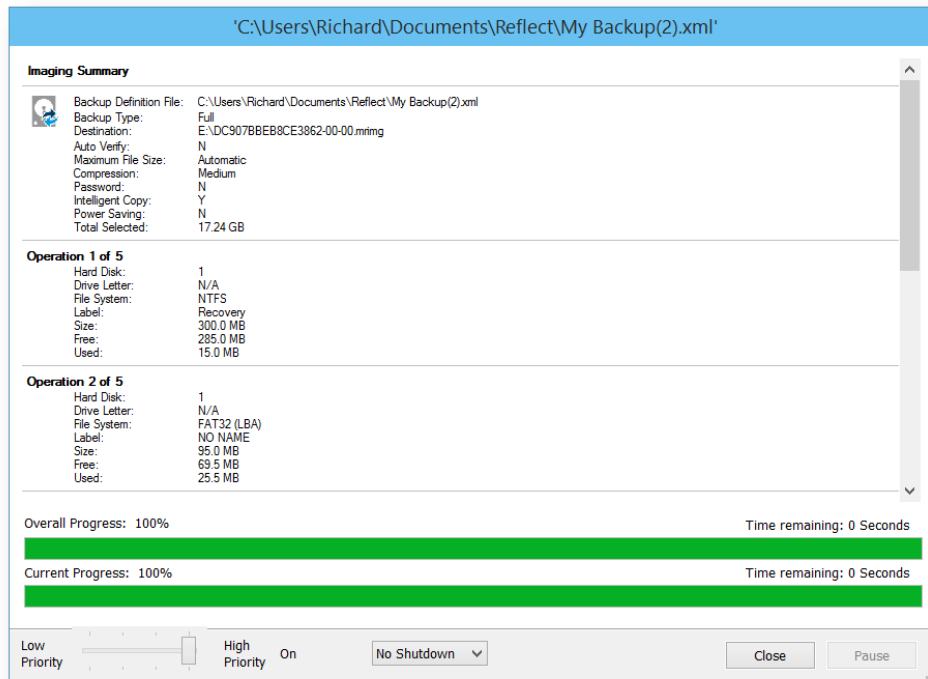 'C:\Users\Richard\Documents\Reflect\My Backup(2).xml'
Imaging Summary
Backup Definition File: C:\Users\Richard\Documents\Reflect\My Backup(2).xml
Backup Type: Full
Destination: E:\DC907BBEB8CE3862-00-00.mrimg
Auto Verify: N
Maximum File Size: Automatic
Compression: Medium
Password: N
Intelligent Copy: Y
Power Saving: N
Total Selected: 17.24 GB
Operation 1 of 5
Hard Disk: 1
Drive Letter: N/A
File System: NTFS
Label: Recovery
Size: 300.0 MB
Free: 285.0 MB
Used: 15.0 MB
Operation 2 of 5
Hard Disk: 1
Drive Letter: N/A
File System: FAT32 (LBA)
Label: NO NAME
Size: 95.0 MB
Free: 69.5 MB
Used: 25.5 MB
Overall Progress: 100% Time remaining: 0 Seconds
Current Progress: 100% Time remaining: 0 Seconds
Low Priority High Priority On No Shutdown Close Pause